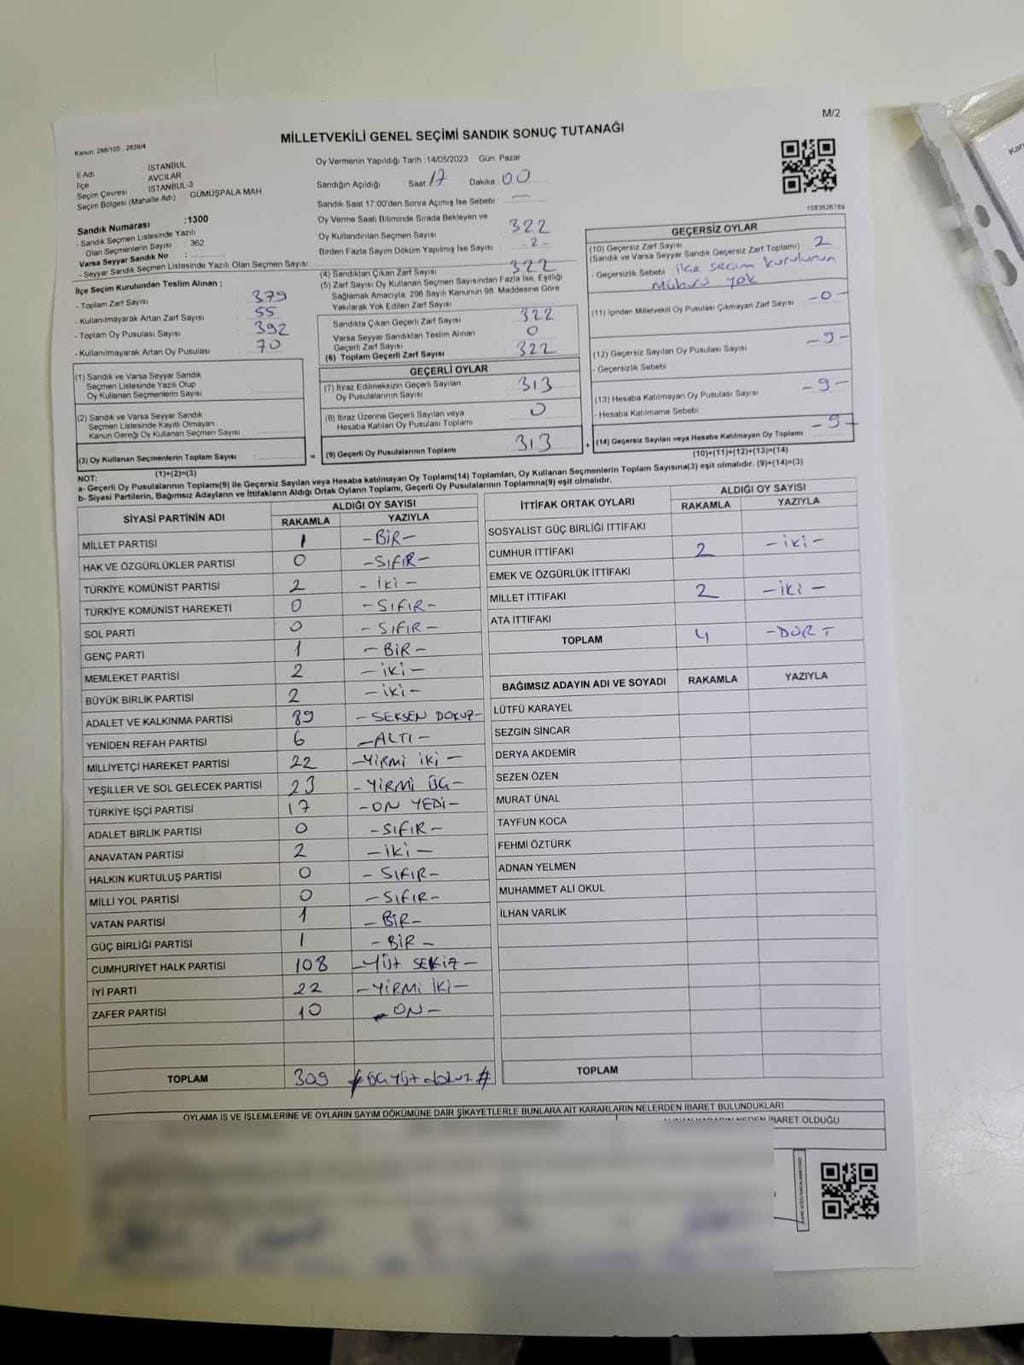 M/2
MİLLETVEKİLİ GENEL SEÇİMİ SANDIK SONUÇ TUTANAĞI
Kanun: 298/105 , 2839/4
İl Adı : İSTANBUL
İlçe AVCILAR
Seçim Çevresi : İSTANBUL-3
Seçim Bölgesi (Mahalle Adı) : GÜMÜŞPALA MAH
Sandık Numarası :1300
- Sandık Seçmen Listesinde Yazılı
Olan Seçmenlerin Sayısı : 362
Varsa Seyyar Sandık No :
- Seyyar Sandık Seçmen Listesinde Yazılı Olan Seçmen Sayısı :
İlçe Seçim Kurulundan Teslim Alınan ;
- Toplam Zarf Sayısı : 379
- Kullanılmayarak Artan Zarf Sayısı : 55
- Toplam Oy Pusulası Sayısı : 392
- Kullanılmayarak Artan Oy Pusulası : 70
(1) Sandık ve Varsa Seyyar Sandık
Seçmen Listesinde Yazılı Olup
Oy Kullanan Seçmenlerin Sayısı
(2) Sandık ve Varsa Seyyar Sandık
Seçmen Listesinde Kayıtlı Olmayan
Kanun Gereği Oy Kullanan Seçmen Sayısı
(3) Oy Kullanan Seçmenlerin Toplam Sayısı
(1)+(2)=(3)
Oy Vermenin Yapıldığı Tarih :14/05/2023 Gün: Pazar
Sandığın Açıldığı Saat: 17 Dakika: 00
Sandık Saat 17:00'den Sonra Açılmış İse Sebebi : —
Oy Verme Saati Bitiminde Sırada Bekleyen ve
Oy Kullandırılan Seçmen Sayısı : 322
Birden Fazla Sayım Döküm Yapılmış İse Sayısı : -2-
(4) Sandıktan Çıkan Zarf Sayısı 322
(5) Zarf Sayısı Oy Kullanan Seçmen Sayısından Fazla İse, Eşitliği
Sağlamak Amacıyla, 298 Sayılı Kanunun 98. Maddesine Göre
Yakılarak Yok Edilen Zarf Sayısı :
Sandıkta Çıkan Geçerli Zarf Sayısı 322
Varsa Seyyar Sandıktan Teslim Alınan
Geçerli Zarf Sayısı 0
(6) Toplam Geçerli Zarf Sayısı 322
GEÇERLİ OYLAR
(7) İtiraz Edilmeksizin Geçerli Sayılan
Oy Pusulalarının Sayısı 313
(8) İtiraz Üzerine Geçerli Sayılan veya
Hesaba Katılan Oy Pusulası Toplamı 0
= (9) Geçerli Oy Pusulalarının Toplamı 313
1083626769
GEÇERSİZ OYLAR
(10) Geçersiz Zarf Sayısı
(Sandık ve Varsa Seyyar Sandık Geçersiz Zarf Toplamı) 2
- Geçersizlik Sebebi : ilçe seçim kurulunun
mührü yok
(11) İçinden Milletvekili Oy Pusulası Çıkmayan Zarf Sayısı -0-
(12) Geçersiz Sayılan Oy Pusulası Sayısı -9-
- Geçersizlik Sebebi
(13) Hesaba Katılmayan Oy Pusulası Sayısı -9-
- Hesaba Katılmama Sebebi
+ (14) Geçersiz Sayılan veya Hesaba Katılmayan Oy Toplamı -9-
(10)+(11)+(12)+(13)=(14)
NOT:
a- Geçerli Oy Pusulalarının Toplamı(9) ile Geçersiz Sayılan veya Hesaba katılmayan Oy Toplamı(14) Toplamları, Oy Kullanan Seçmenlerin Toplam Sayısına(3) eşit olmalıdır. (9)+(14)=(3)
b- Siyasi Partilerin, Bağımsız Adayların ve İttifakların Aldığı Ortak Oyların Toplamı, Geçerli Oy Pusulalarının Toplamına(9) eşit olmalıdır.
SİYASİ PARTİNİN ADI ALDIĞI OY SAYISI
RAKAMLA YAZIYLA
MİLLET PARTİSİ 1 -BİR-
HAK VE ÖZGÜRLÜKLER PARTİSİ 0 -SIFIR-
TÜRKİYE KOMÜNİST PARTİSİ 2 -İKİ-
TÜRKİYE KOMÜNİST HAREKETİ 0 -SIFIR-
SOL PARTİ 0 -SIFIR-
GENÇ PARTİ 1 -BİR-
MEMLEKET PARTİSİ 2 -İKİ-
BÜYÜK BİRLİK PARTİSİ 2 -İKİ-
ADALET VE KALKINMA PARTİSİ 89 -SEKSEN DOKUZ-
YENİDEN REFAH PARTİSİ 6 -ALTI-
MİLLİYETÇİ HAREKET PARTİSİ 22 -YİRMİ İKİ-
YEŞİLLER VE SOL GELECEK PARTİSİ 23 -YİRMİ ÜÇ-
TÜRKİYE İŞÇİ PARTİSİ 17 -ON YEDİ-
ADALET BİRLİK PARTİSİ 0 -SIFIR-
ANAVATAN PARTİSİ 2 -İKİ-
HALKIN KURTULUŞ PARTİSİ 0 -SIFIR-
MİLLİ YOL PARTİSİ 0 -SIFIR-
VATAN PARTİSİ 1 -BİR-
GÜÇ BİRLİĞİ PARTİSİ 1 -BİR-
CUMHURİYET HALK PARTİSİ 108 -YÜZ SEKİZ-
İYİ PARTİ 22 -YİRMİ İKİ-
ZAFER PARTİSİ 10 -ON-
TOPLAM 309 # ÜÇ YÜZ dokuz #
İTTİFAK ORTAK OYLARI ALDIĞI OY SAYISI
RAKAMLA YAZIYLA
SOSYALİST GÜÇ BİRLİĞİ İTTİFAKI
CUMHUR İTTİFAKI 2 -İKİ-
EMEK VE ÖZGÜRLÜK İTTİFAKI
MİLLET İTTİFAKI 2 -İKİ-
ATA İTTİFAKI
TOPLAM 4 -DÖRT
BAĞIMSIZ ADAYIN ADI VE SOYADI RAKAMLA YAZIYLA
LÜTFÜ KARAYEL
SEZGİN SİNCAR
DERYA AKDEMİR
SEZEN ÖZEN
MURAT ÜNAL
TAYFUN KOCA
FEHMİ ÖZTÜRK
ADNAN YELMEN
MUHAMMET ALİ OKUL
İLHAN VARLIK
TOPLAM
OYLAMA İŞ VE İŞLEMLERİNE VE OYLARIN SAYIM DÖKÜMÜNE DAİR ŞİKAYETLERLE BUNLARA AİT KARARLARIN NELERDEN İBARET BULUNDUKLARI
İBARET OLDUĞU